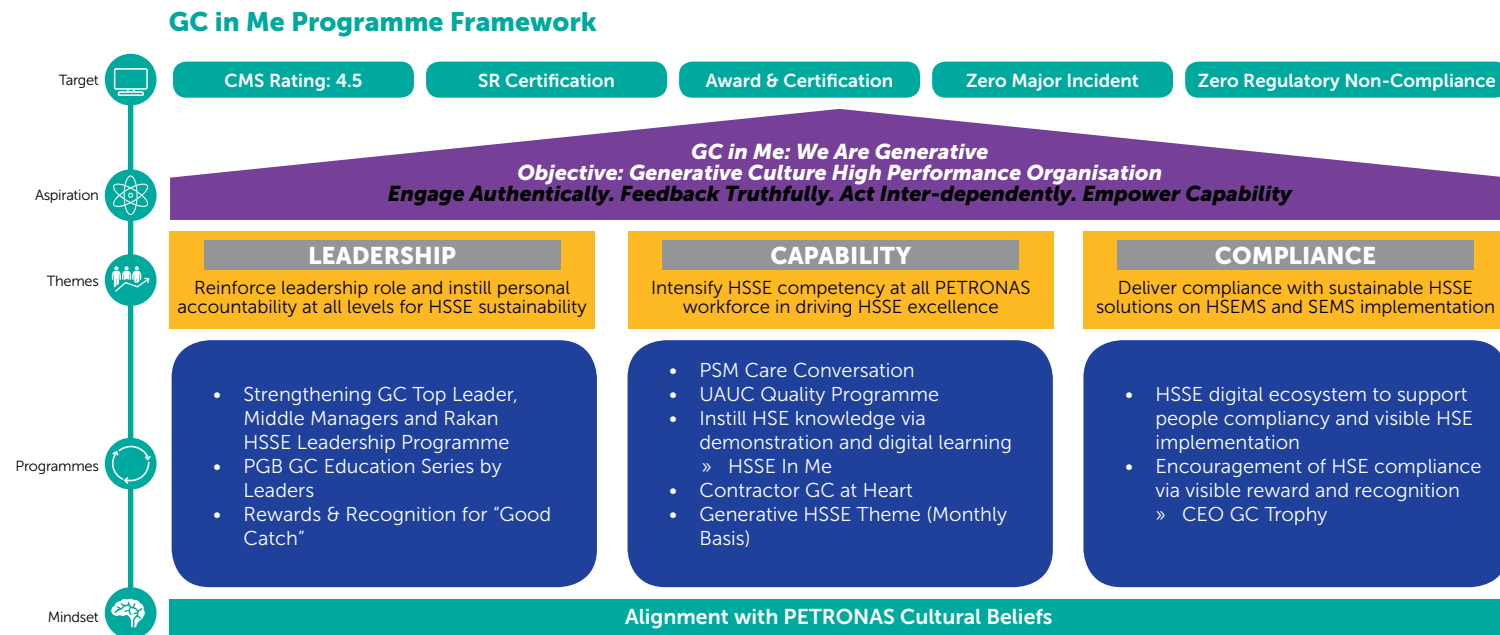 GC in Me Programme Framework
Target
CMS Rating: 4.5
SR Certification
Award & Certification
Zero Major Incident
Zero Regulatory Non-Compliance
Aspiration
GC in Me: We Are Generative
Objective: Generative Culture High Performance Organisation
Engage Authentically. Feedback Truthfully. Act Inter-dependently. Empower Capability
Themes
LEADERSHIP
Reinforce leadership role and instill personal
accountability at all levels for HSSE sustainability
CAPABILITY
Intensify HSSE competency at all PETRONAS
workforce in driving HSSE excellence
COMPLIANCE
Deliver compliance with sustainable HSSE
solutions on HSEMS and SEMS implementation
Programmes
• Strengthening GC Top Leader,
Middle Managers and Rakan
HSSE Leadership Programme
• PGB GC Education Series by
Leaders
• Rewards & Recognition for “Good
Catch”
• PSM Care Conversation
• UAUC Quality Programme
• Instill HSE knowledge via
demonstration and digital learning
» HSSE In Me
• Contractor GC at Heart
• Generative HSSE Theme (Monthly
Basis)
• HSSE digital ecosystem to support
people compliancy and visible HSE
implementation
• Encouragement of HSE compliance
via visible reward and recognition
» CEO GC Trophy
Mindset
Alignment with PETRONAS Cultural Beliefs